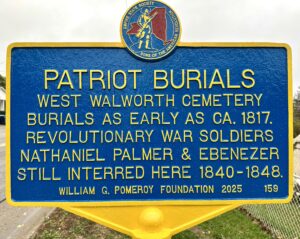 PATRIOT BURIALS
WEST WALWORTH CEMETERY
BURIALS AS EARLY AS CA. 1817.
REVOLUTIONARY WAR SOLDIERS
NATHANIEL PALMER & EBENEZER
STILL INTERRED HERE 1840-1848.
WILLIAM G. POMEROY FOUNDATION 2025 159